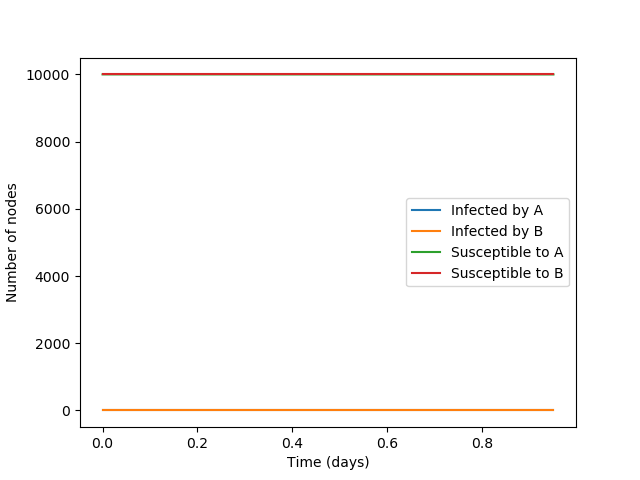 10000
8000
6000
4000
2000
0
Number of nodes
Infected by A
Infected by B
Susceptible to A
Susceptible to B
0.0 0.2 0.4 0.6 0.8
Time (days)